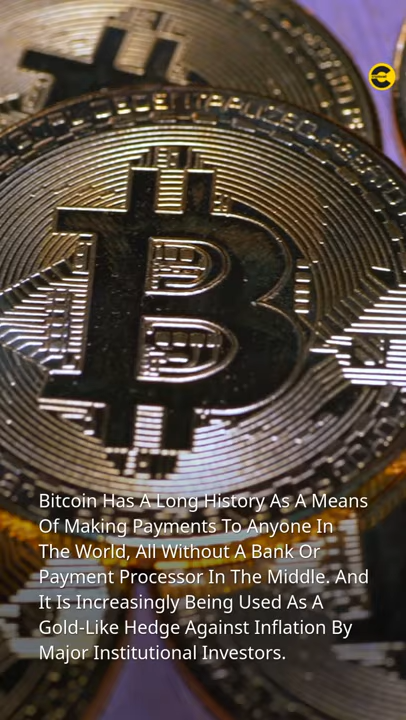 Bitcoin Has A Long History As A Means
Of Making Payments To Anyone In
The World, All Without A Bank Or
Payment Processor In The Middle. And
It Is Increasingly Being Used As A
Gold-Like Hedge Against Inflation By
Major Institutional Investors.